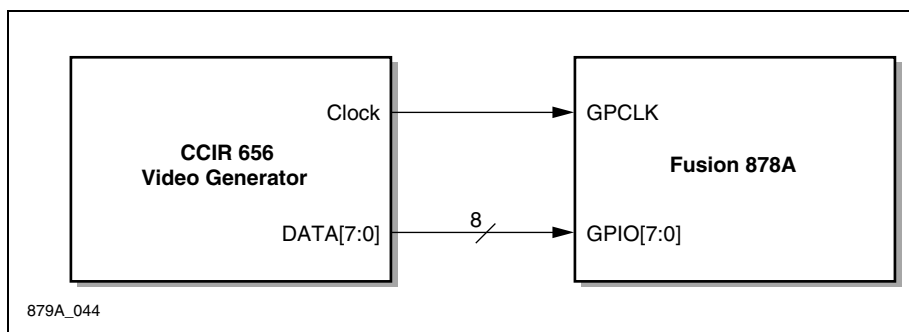 Clock
GPCLK
CCIR 656
Video Generator
Fusion 878A
DATA[7:0]
8
GPIO[7:0]
879A_044